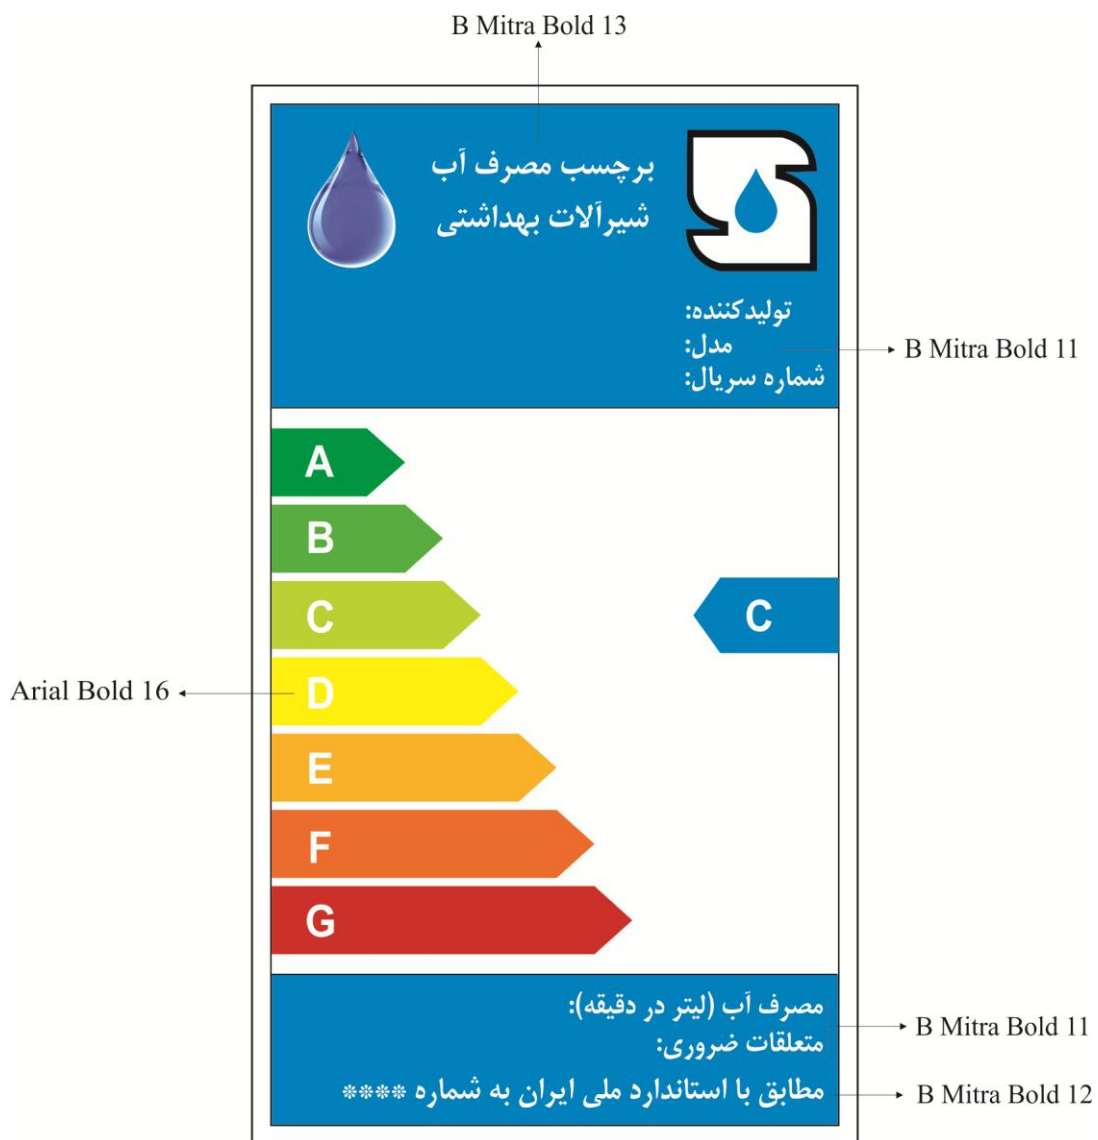 B Mitra Bold 13
برچسب مصرف آب
شیرآلات بهداشتی
تولیدکننده:
مدل:
B Mitra Bold 11
شماره سریال:
A
B
C
C
Arial Bold 16
D
E
F
G
مصرف آب (لیتر در دقیقه):
B Mitra Bold 11
متعلقات ضروری:
مطابق با استاندارد ملی ایران به شماره ****
B Mitra Bold 12